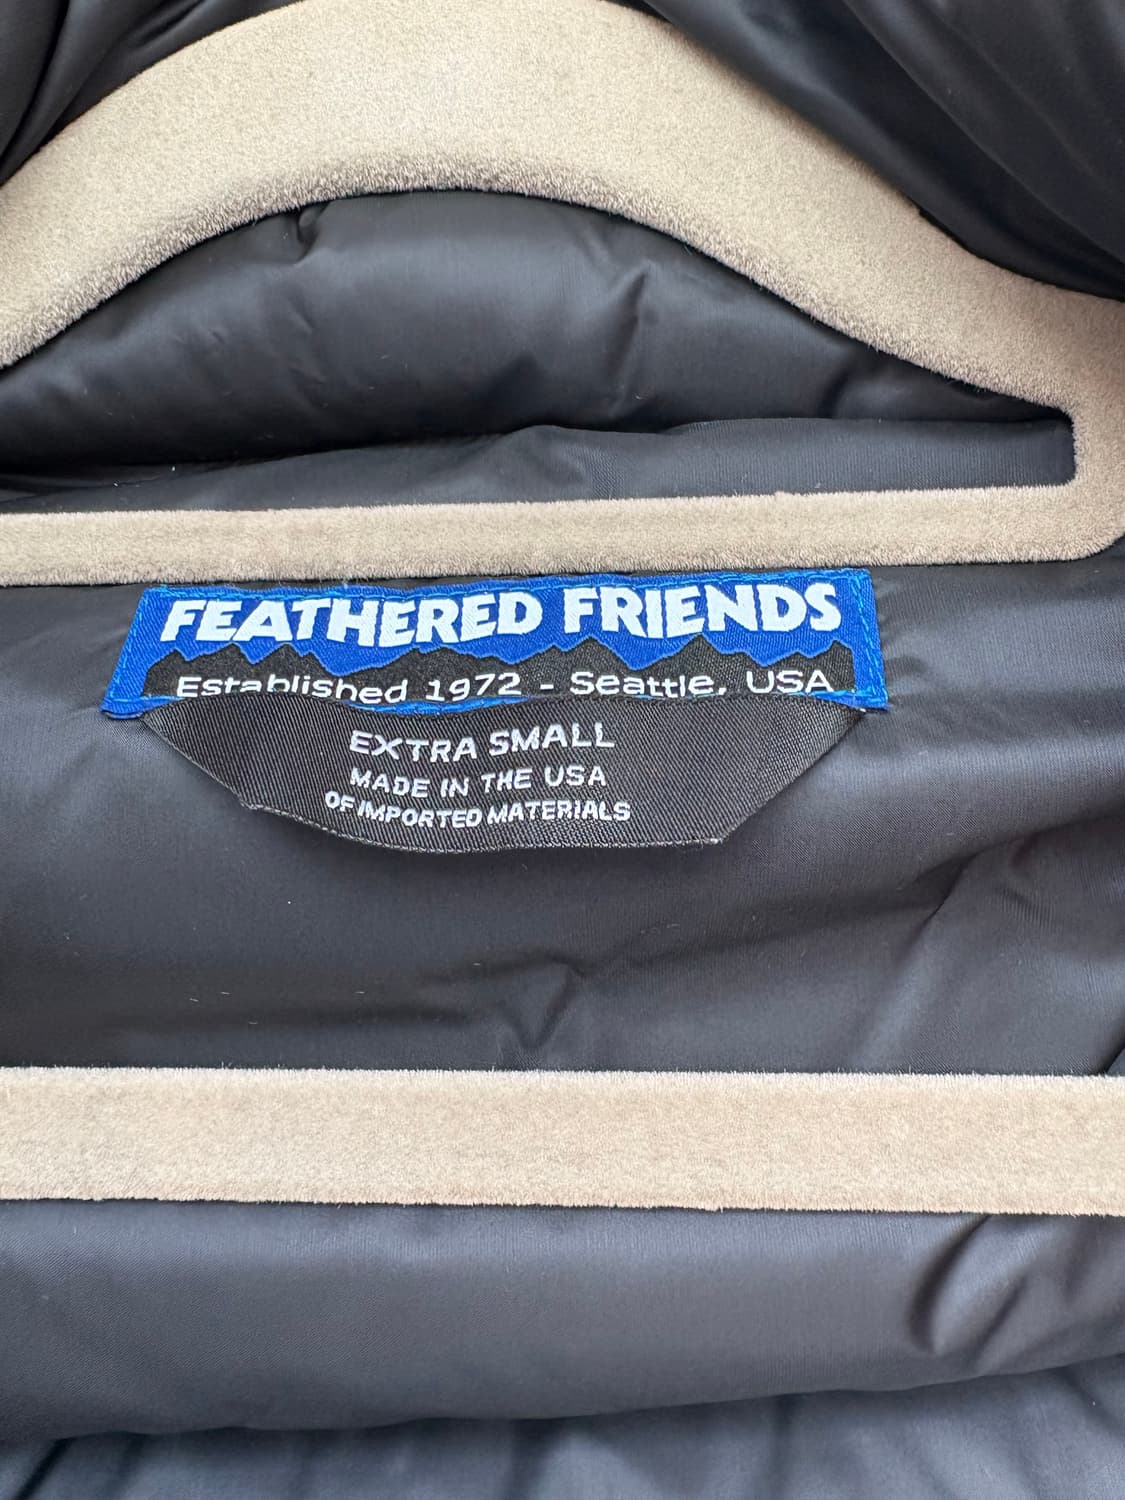 FEATHERED FRIENDS
Established 1972 - Seattle, USA
EXTRA SMALL
MADE IN THE USA
OF IMPORTED MATERIALS